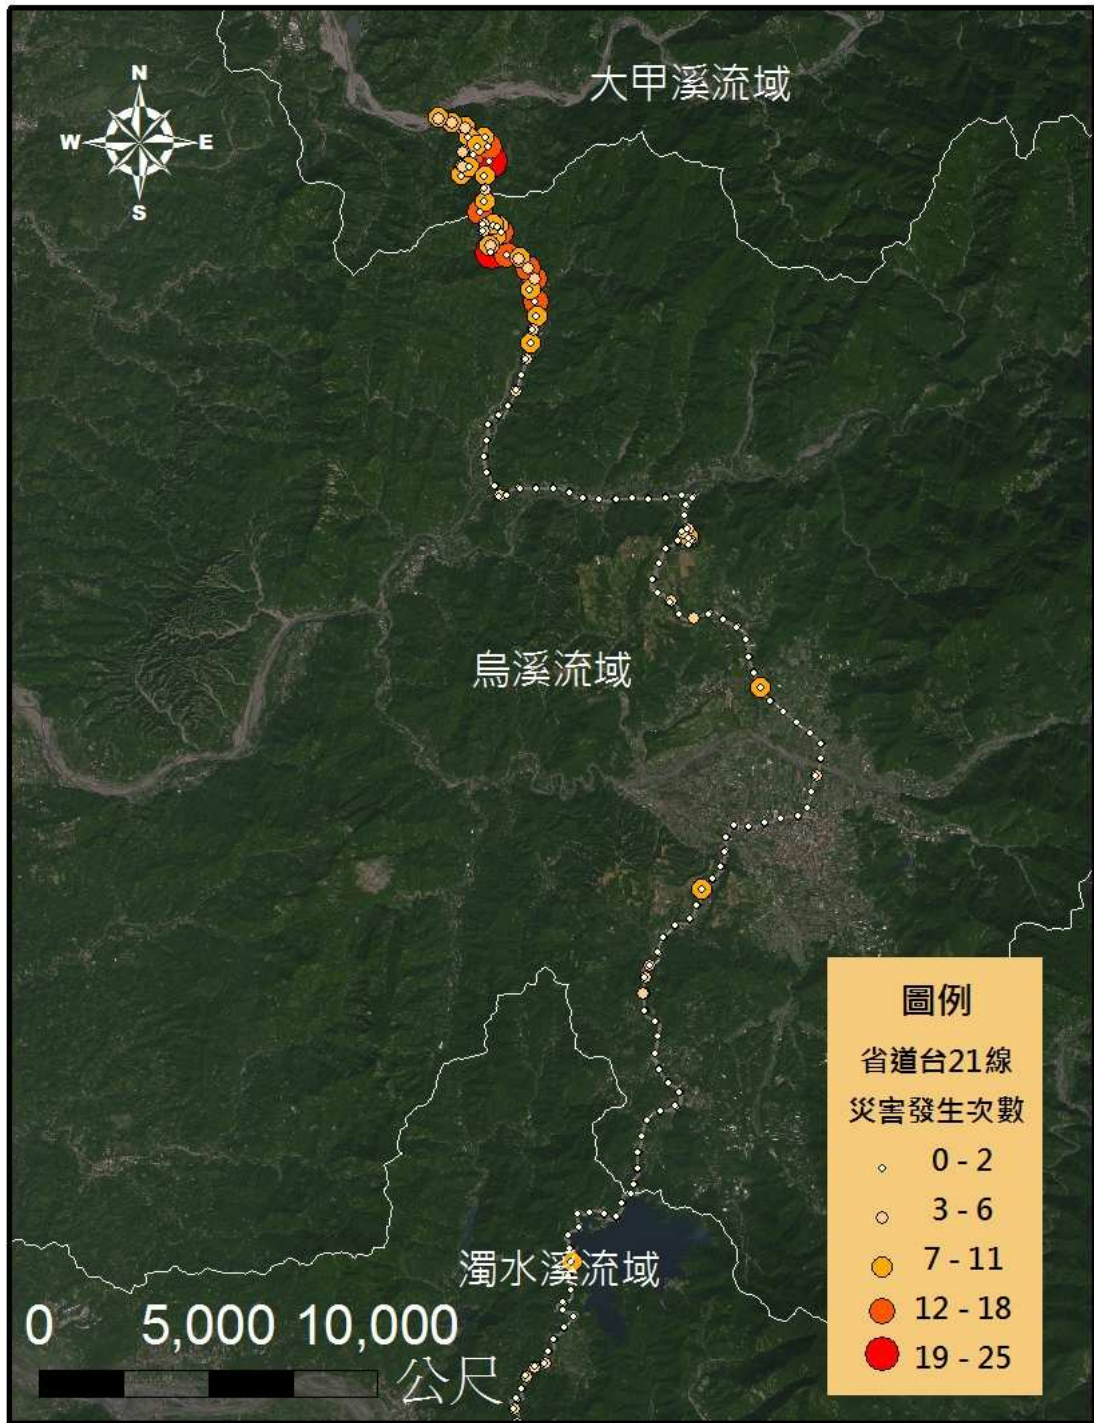 N
W
E
S
大甲溪流域
烏溪流域
濁水溪流域
0 5,000 10,000
公尺
圖例
省道台21線
災害發生次數
0 - 2
3 - 6
7 - 11
12 - 18
19 - 25